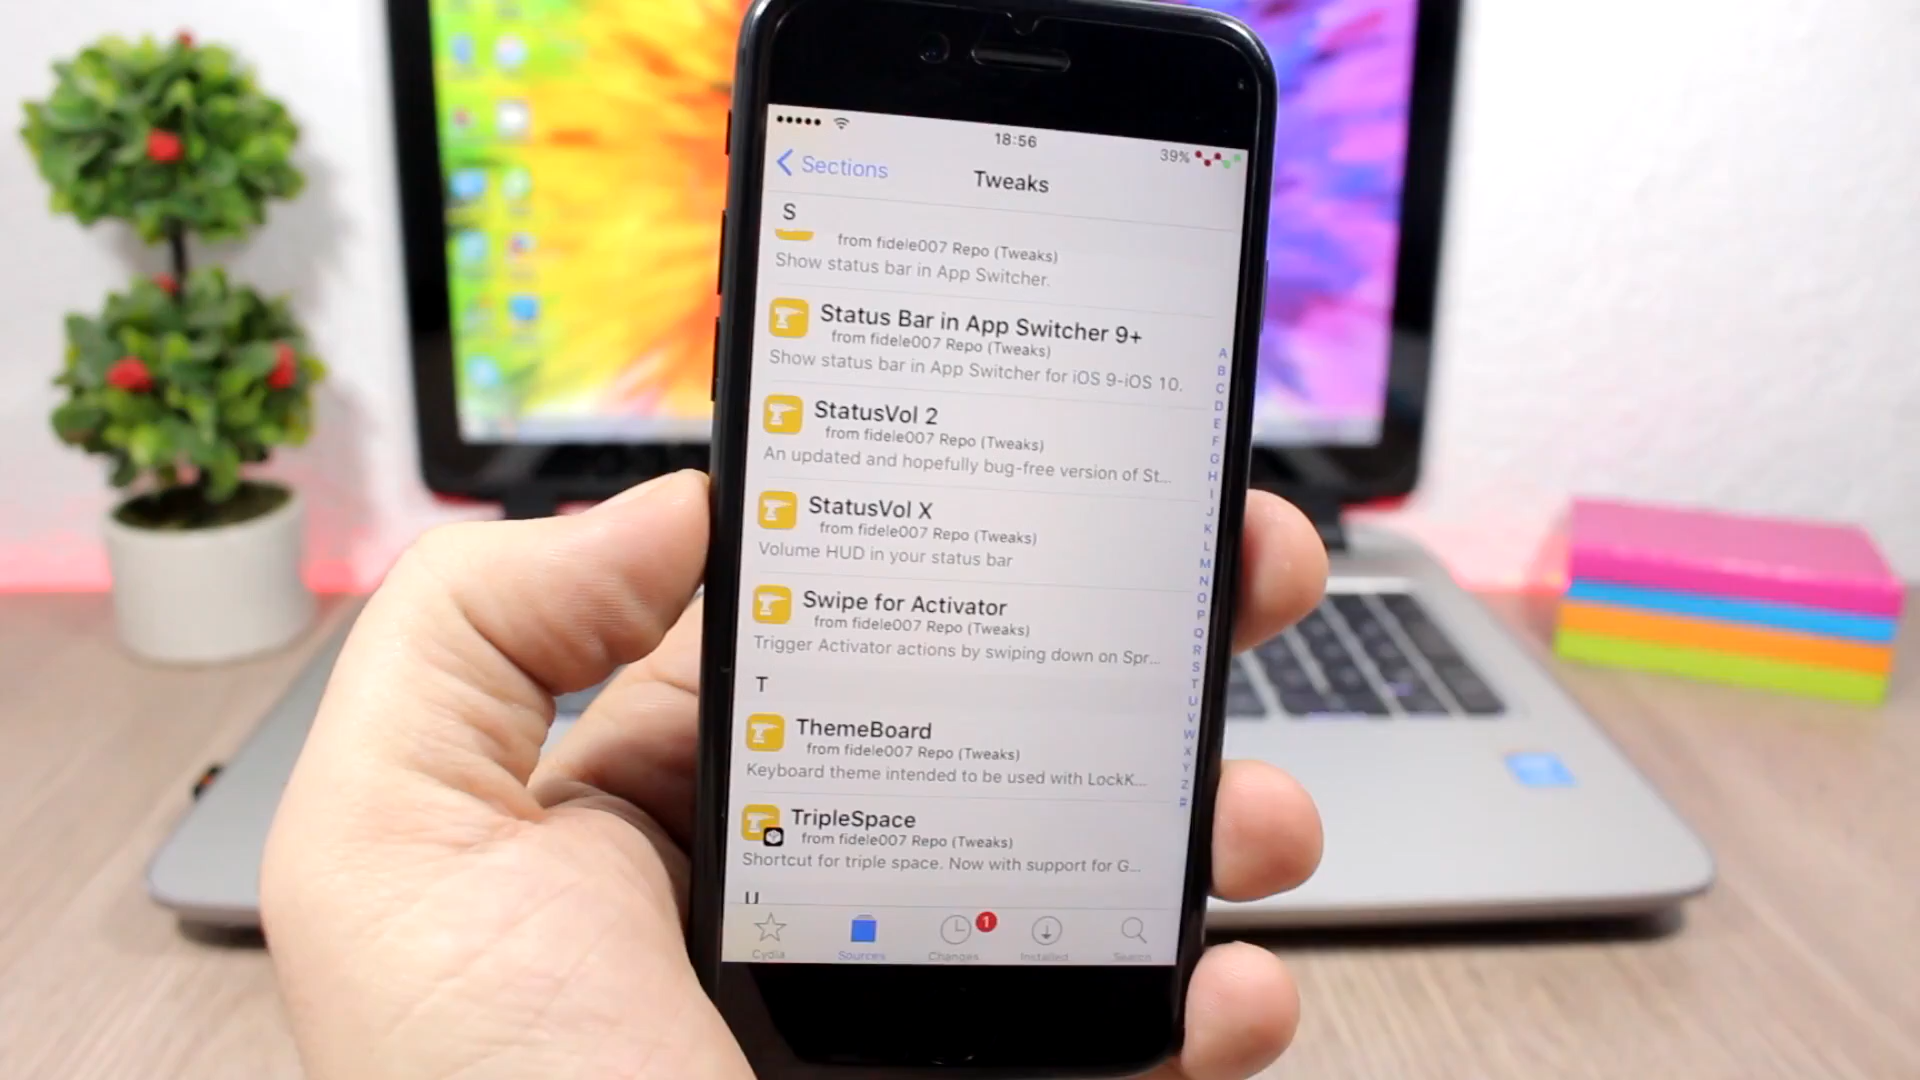 18:56
39%
Sections
Tweaks
S
from fidele007 Repo (Tweaks)
Show status bar in App Switcher.
Status Bar in App Switcher 9+
from fidele007 Repo (Tweaks)
Show status bar in App Switcher for iOS 9-iOS 10.
StatusVol 2
from fidele007 Repo (Tweaks)
An updated and hopefully bug-free version of St...
StatusVol X
from fidele007 Repo (Tweaks)
Volume HUD in your status bar
Swipe for Activator
from fidele007 Repo (Tweaks)
Trigger Activator actions by swiping down on Spr...
T
ThemeBoard
from fidele007 Repo (Tweaks)
Keyboard theme intended to be used with LockK...
TripleSpace
from fidele007 Repo (Tweaks)
Shortcut for triple space. Now with support for G...
U
A
B
C
D
E
F
G
H
I
J
K
L
M
N
O
P
Q
R
S
T
U
V
W
X
Y
Z
1
Cydia
Sources
Changes
Installed
Search